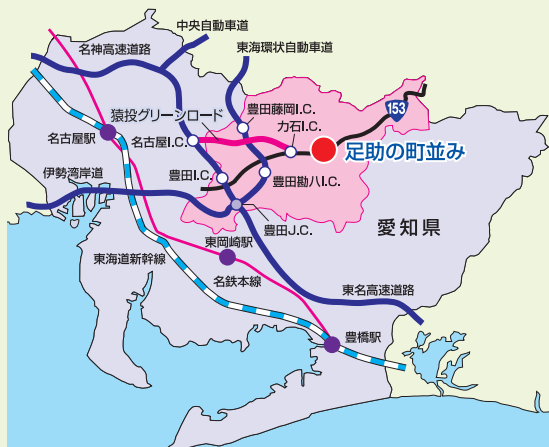 中央自動車道
名神高速道路
東海環状自動車道
猿投グリーンロード
豊田藤岡I.C.
153
力石I.C.
名古屋駅
名古屋I.C.
足助の町並み
伊勢湾岸道
豊田I.C.
豊田勘八I.C.
豊田J.C.
愛知県
東岡崎駅
東海道新幹線
名鉄本線
東名高速道路
豊橋駅